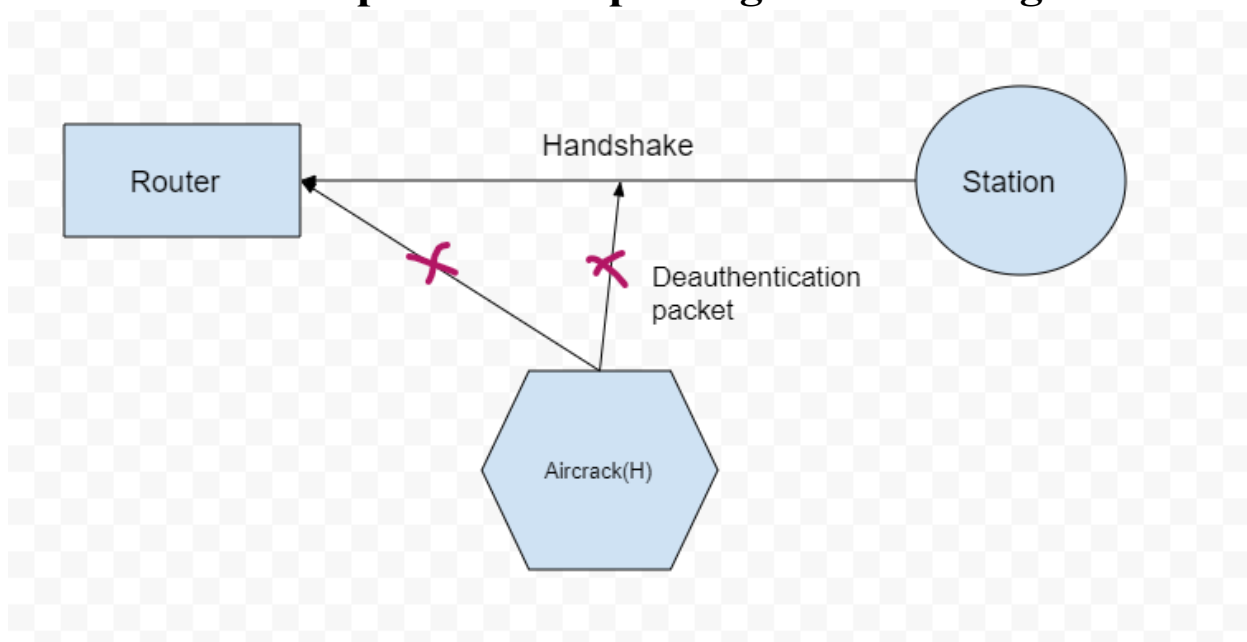 Handshake
Router
Station
Deauthentication
packet
Aircrack(H)